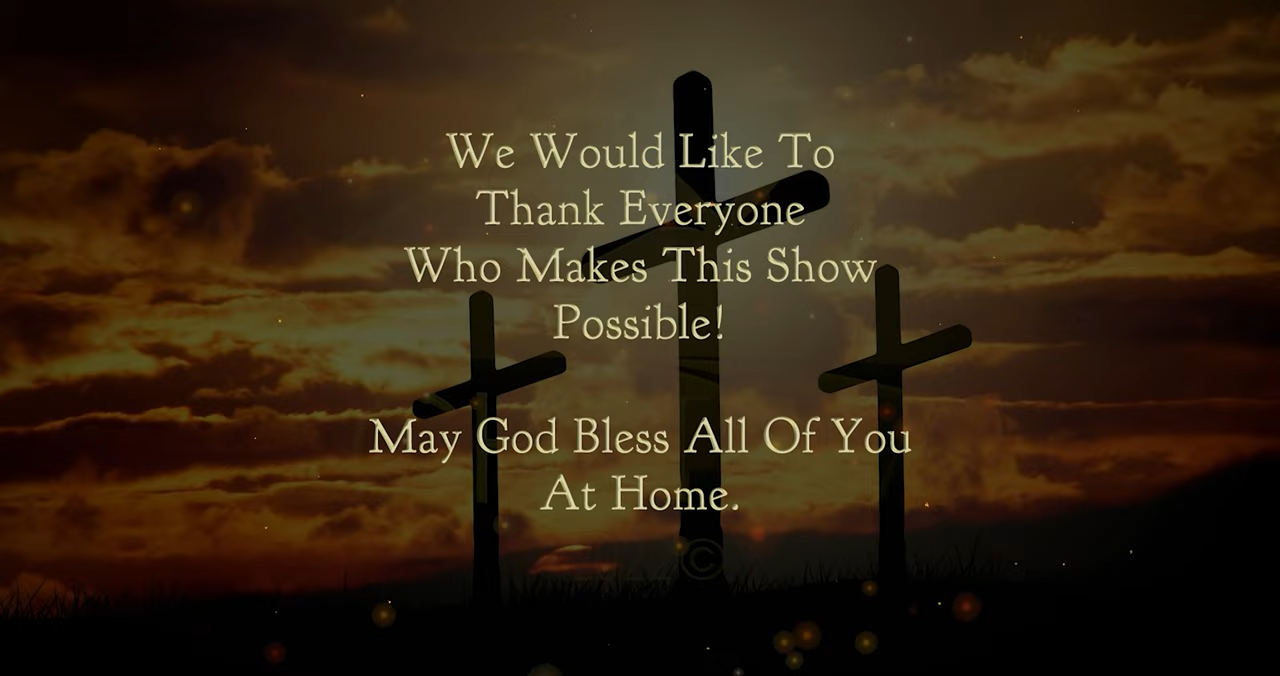 We Would Like To
Thank Everyone
Who Makes This Show
Possible!
May God Bless All Of You
At Home.
©